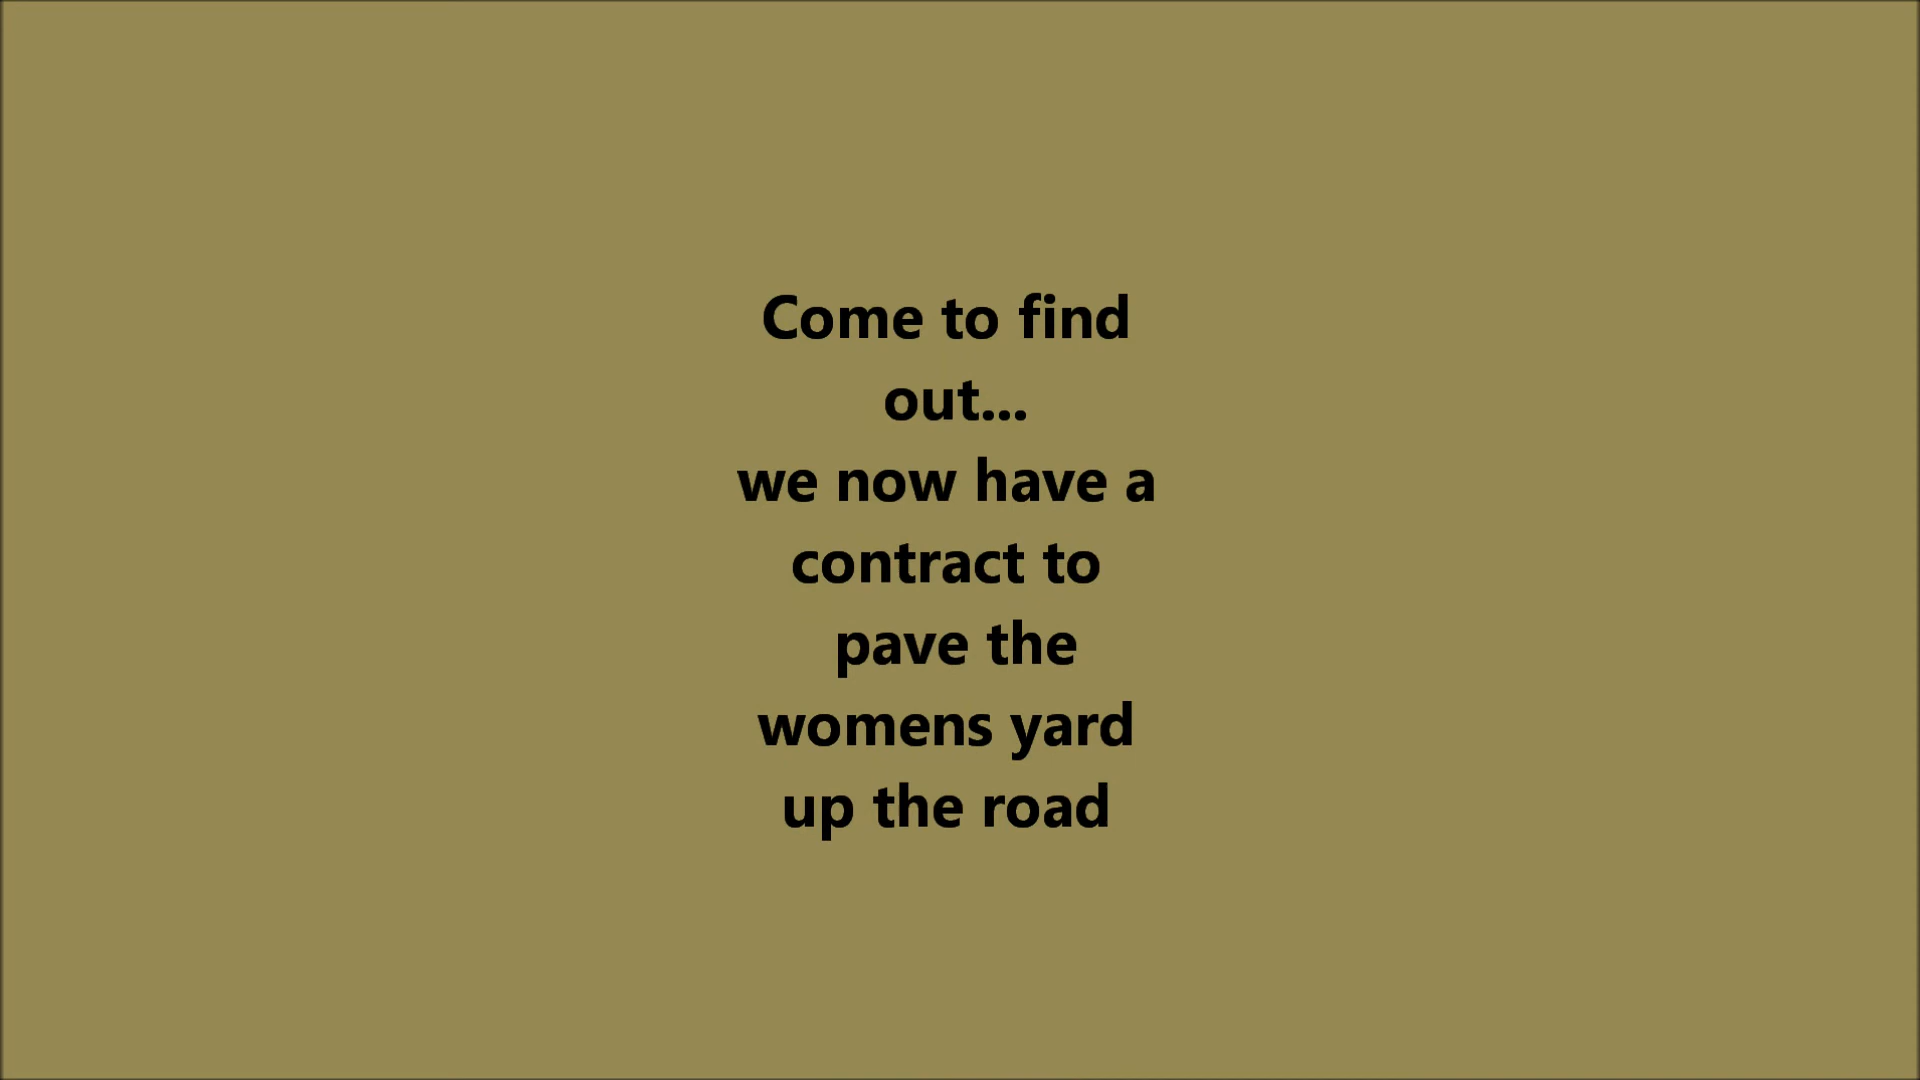 Come to find
out...
we now have a
contract to
pave the
womens yard
up the road